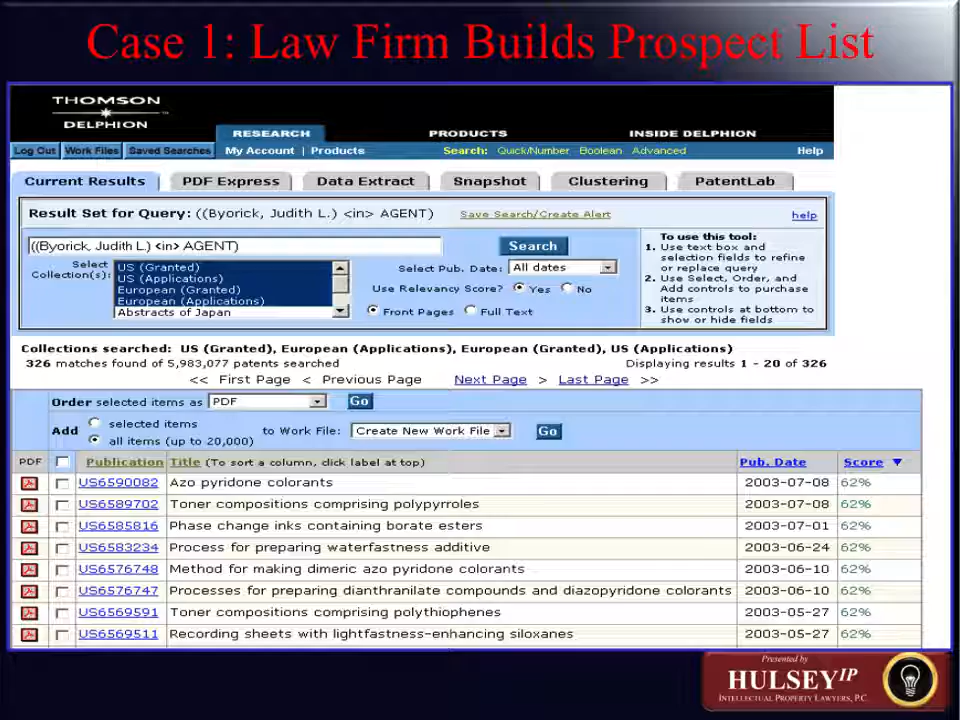 Case 1: Law Firm Builds Prospect List
THOMSON
DELPHION
RESEARCH PRODUCTS INSIDE DELPHION
Log Out Work Files Saved Searches My Account | Products Search: Quick/Number Boolean Advanced Help
Current Results PDF Express Data Extract Snapshot Clustering PatentLab
Result Set for Query: ((Byorick, Judith L.) <in> AGENT) Save Search/Create Alert help
((Byorick, Judith L.) <in> AGENT) Search
Select Collection(s):
US (Granted)
US (Applications)
European (Granted)
European (Applications)
Abstracts of Japan
Select Pub. Date: All dates
Use Relevancy Score? Yes No
Front Pages Full Text
To use this tool:
1. Use text box and
selection fields to refine
or replace query
2. Use Select, Order, and
Add controls to purchase
items
3. Use controls at bottom to
show or hide fields
Collections searched: US (Granted), European (Applications), European (Granted), US (Applications)
326 matches found of 5,983,077 patents searched Displaying results 1 - 20 of 326
<< First Page < Previous Page Next Page > Last Page >>
Order selected items as PDF Go
Add selected items
all items (up to 20,000) to Work File: Create New Work File Go
PDF Publication Title (To sort a column, click label at top) Pub. Date Score
US6590082 Azo pyridone colorants 2003-07-08 62%
US6589702 Toner compositions comprising polypyrroles 2003-07-08 62%
US6585816 Phase change inks containing borate esters 2003-07-01 62%
US6583234 Process for preparing waterfastness additive 2003-06-24 62%
US6576748 Method for making dimeric azo pyridone colorants 2003-06-10 62%
US6576747 Processes for preparing dianthranilate compounds and diazopyridone colorants 2003-06-10 62%
US6569591 Toner compositions comprising polythiophenes 2003-05-27 62%
US6569511 Recording sheets with lightfastness-enhancing siloxanes 2003-05-27 62%
Presented by
HULSEY IP
INTELLECTUAL PROPERTY LAWYERS, P.C.